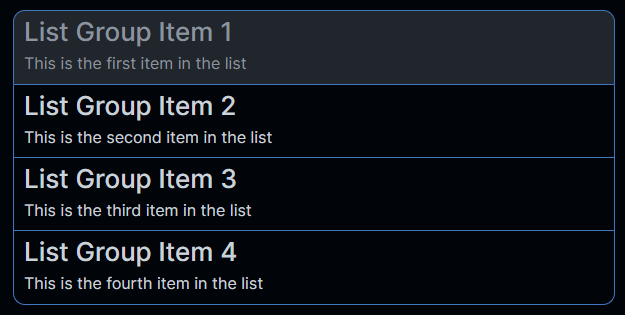 List Group Item 1
This is the first item in the list
List Group Item 2
This is the second item in the list
List Group Item 3
This is the third item in the list
List Group Item 4
This is the fourth item in the list